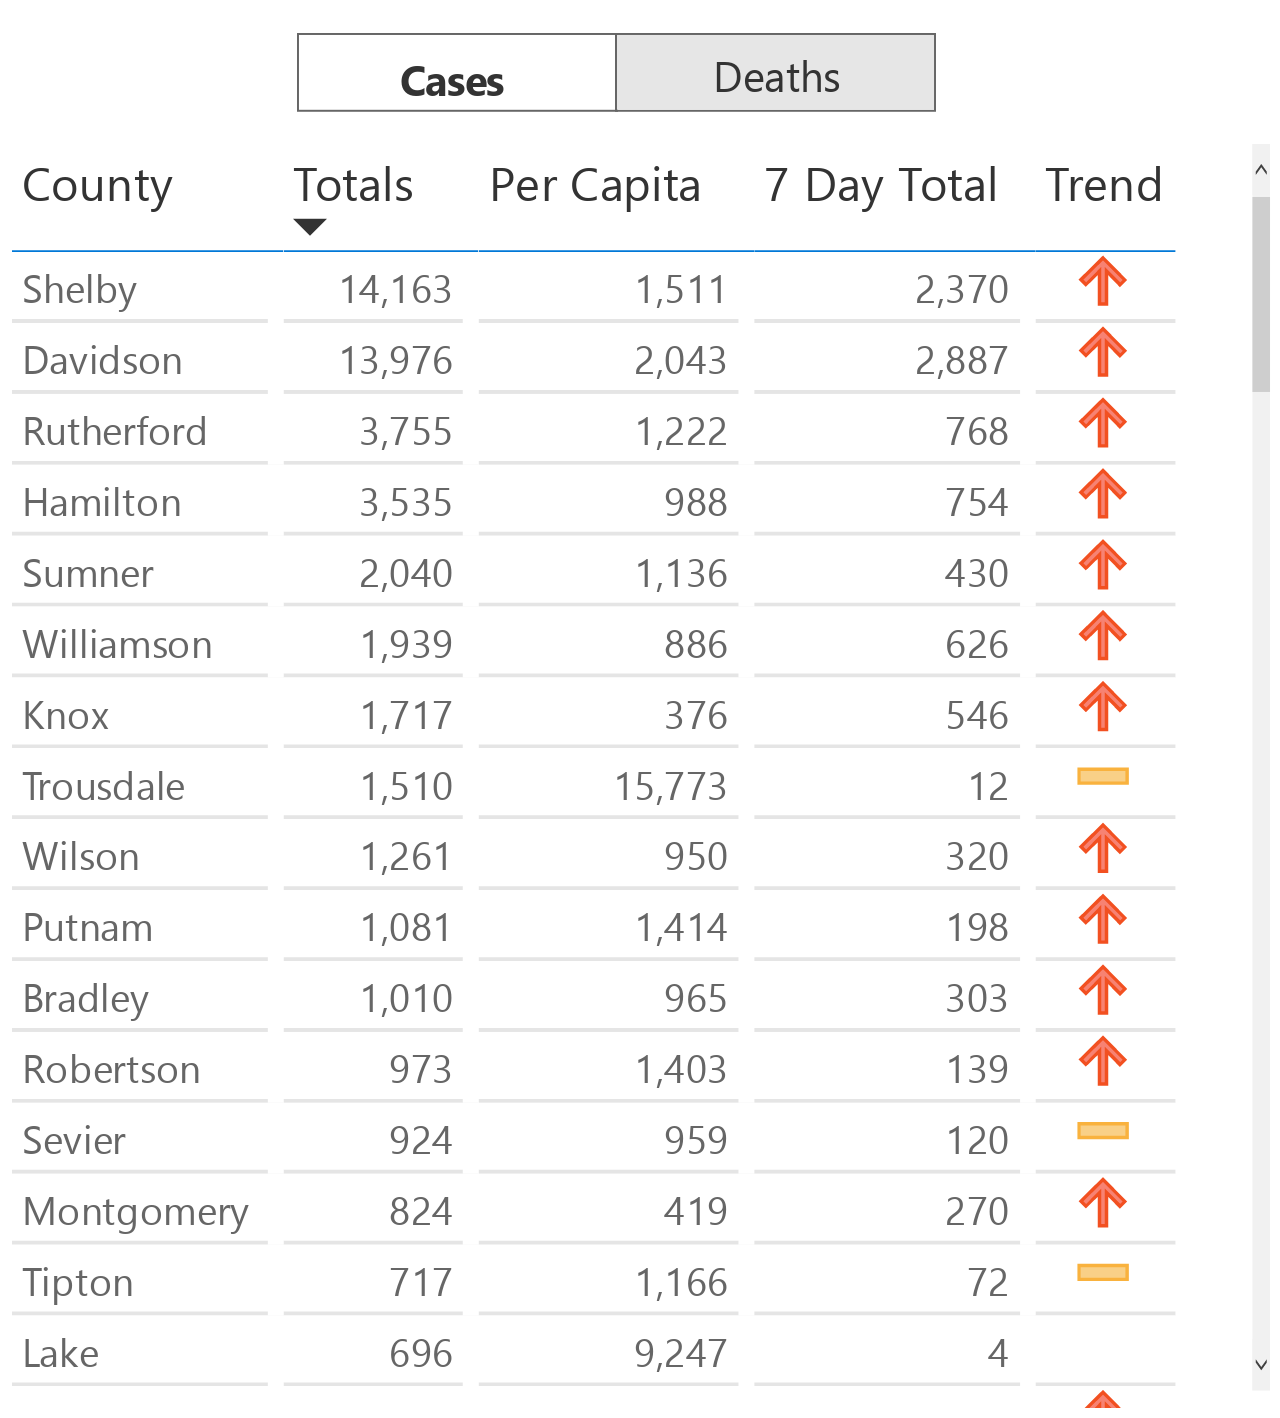 Cases Deaths
County Totals Per Capita 7 Day Total Trend
Shelby 14,163 1,511 2,370
Davidson 13,976 2,043 2,887
Rutherford 3,755 1,222 768
Hamilton 3,535 988 754
Sumner 2,040 1,136 430
Williamson 1,939 886 626
Knox 1,717 376 546
Trousdale 1,510 15,773 12
Wilson 1,261 950 320
Putnam 1,081 1,414 198
Bradley 1,010 965 303
Robertson 973 1,403 139
Sevier 924 959 120
Montgomery 824 419 270
Tipton 717 1,166 72
Lake 696 9,247 4